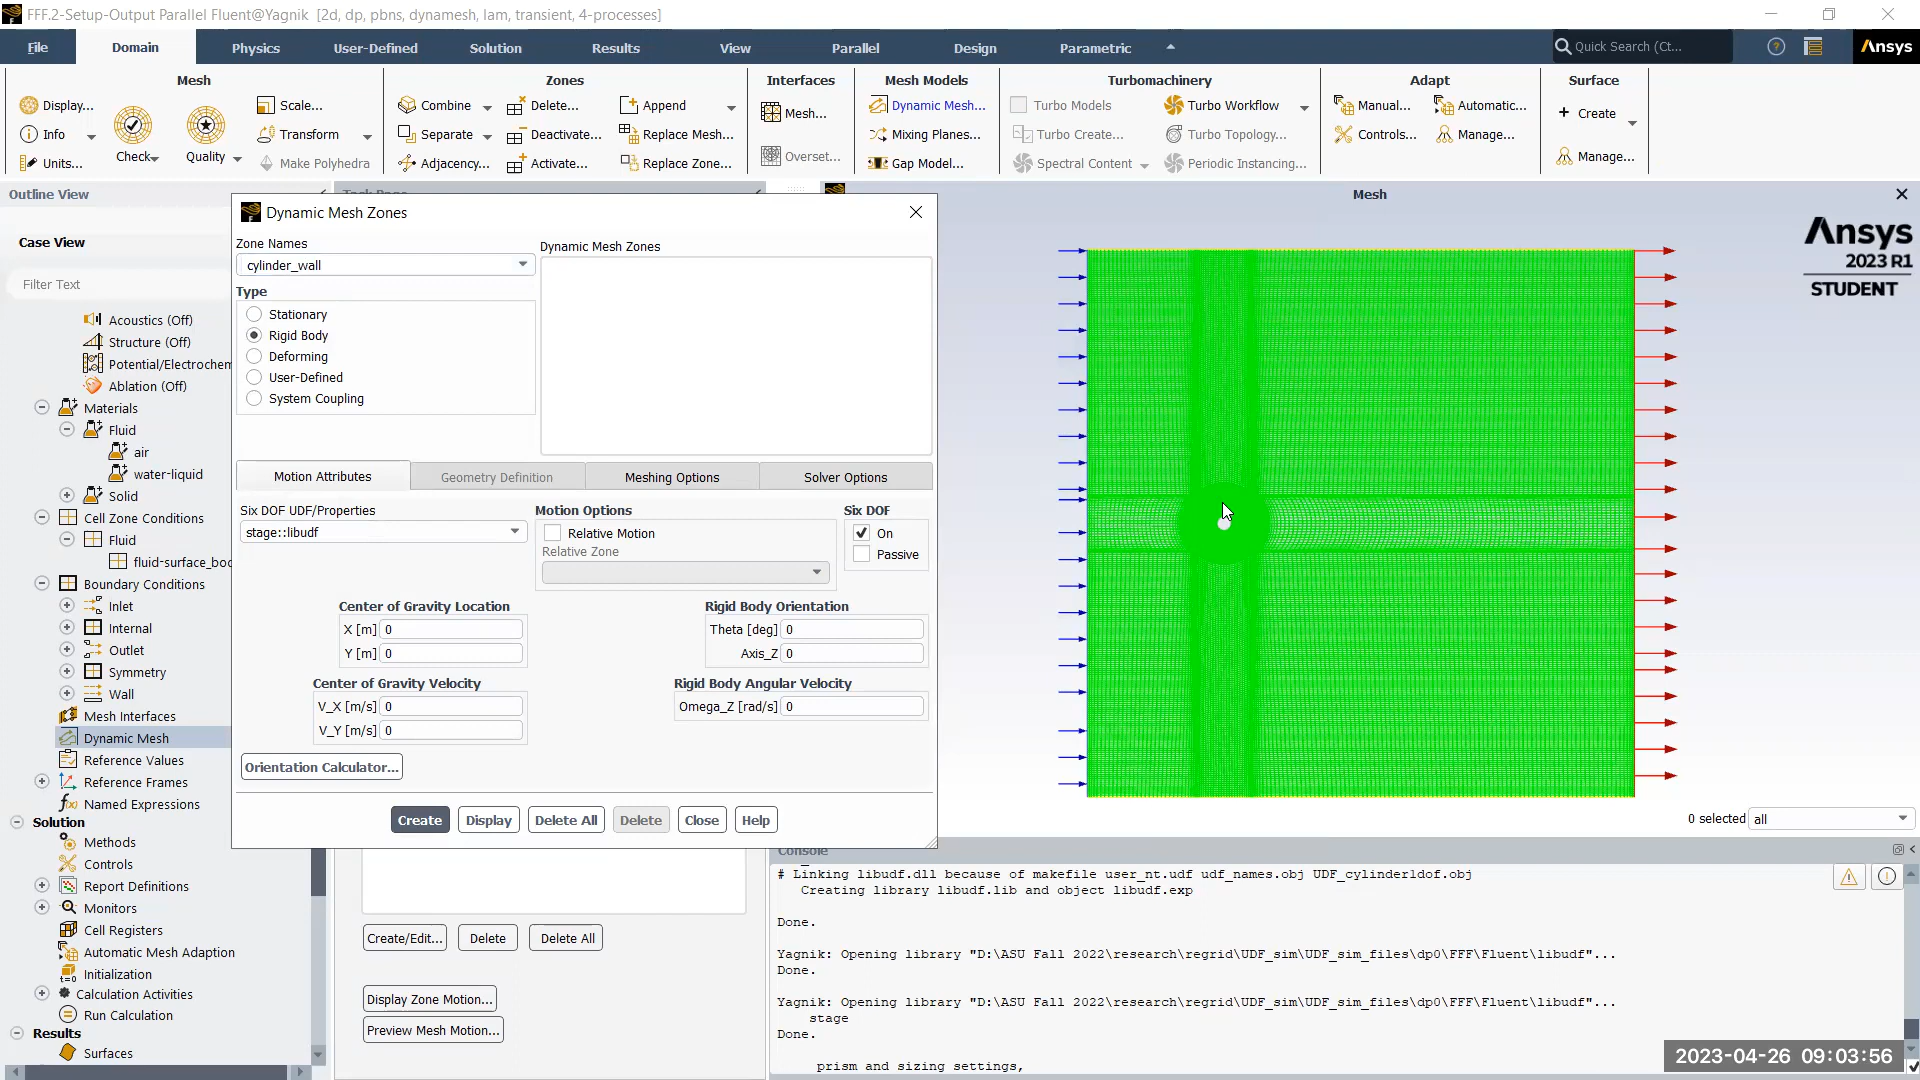 FFF.2-Setup-Output Parallel Fluent@Yagnik [2d, dp, pbns, dynamesh, lam, transient, 4-processes]
File Domain Physics User-Defined Solution Results View Parallel Design Parametric Quick Search (Ct... Ansys
Mesh Zones Interfaces Mesh Models Turbomachinery Adapt Surface
Display... Scale... Combine Delete... Append Mesh... Dynamic Mesh... Turbo Models Turbo Workflow Manual... Automatic... Create
Info Check Quality Transform Separate Deactivate... Replace Mesh... Mixing Planes... Turbo Create... Turbo Topology... Controls... Manage...
Units... Make Polyhedra Adjacency... Activate... Replace Zone... Overset... Gap Model... Spectral Content Periodic Instancing... Manage...
Outline View
Case View
Filter Text
Acoustics (Off)
Structure (Off)
Potential/Electrochem
Ablation (Off)
Materials
Fluid
air
water-liquid
Solid
Cell Zone Conditions
Fluid
fluid-surface_boo
Boundary Conditions
Inlet
Internal
Outlet
Symmetry
Wall
Mesh Interfaces
Dynamic Mesh
Reference Values
Reference Frames
Named Expressions
Solution
Methods
Controls
Report Definitions
Monitors
Cell Registers
Automatic Mesh Adaption
Initialization
Calculation Activities
Run Calculation
Results
Surfaces
Dynamic Mesh Zones
Zone Names
cylinder_wall
Dynamic Mesh Zones
Type
Stationary
Rigid Body
Deforming
User-Defined
System Coupling
Motion Attributes Geometry Definition Meshing Options Solver Options
Six DOF UDF/Properties
stage::libudf
Motion Options
Relative Motion
Relative Zone
Six DOF
On
Passive
Center of Gravity Location
X [m] 0
Y [m] 0
Rigid Body Orientation
Theta [deg] 0
Axis_Z 0
Center of Gravity Velocity
V_X [m/s] 0
V_Y [m/s] 0
Rigid Body Angular Velocity
Omega_Z [rad/s] 0
Orientation Calculator...
Create Display Delete All Delete Close Help
Create/Edit... Delete Delete All
Display Zone Motion...
Preview Mesh Motion...
Mesh
Ansys
2023 R1
STUDENT
0 selected all
Console
# Linking libudf.dll because of makefile user_nt.udf udf_names.obj UDF_cylinder1dof.obj
Creating library libudf.lib and object libudf.exp
Done.
Yagnik: Opening library "D:\ASU Fall 2022\research\regrid\UDF_sim\UDF_sim_files\dp0\FFF\Fluent\libudf"...
Done.
Yagnik: Opening library "D:\ASU Fall 2022\research\regrid\UDF_sim\UDF_sim_files\dp0\FFF\Fluent\libudf"...
stage
Done.
prism and sizing settings,
2023-04-26 09:03:56